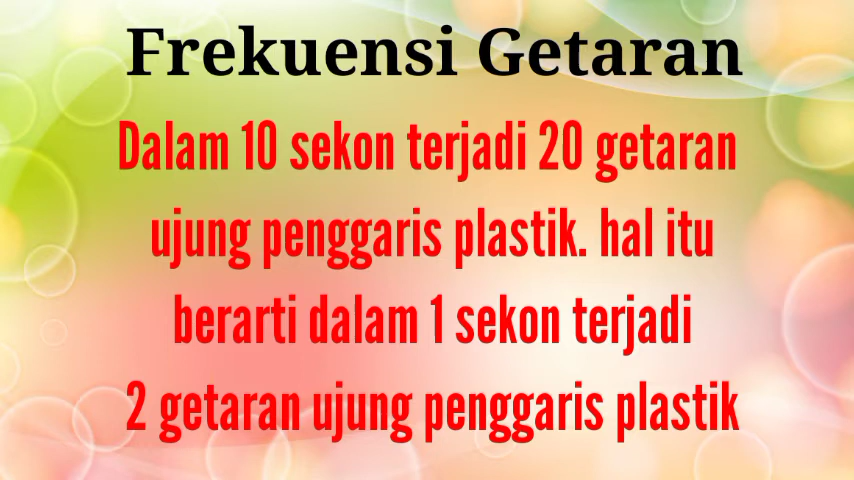 Frekuensi Getaran
Dalam 10 sekon terjadi 20 getaran
ujung penggaris plastik. hal itu
berarti dalam 1 sekon terjadi
2 getaran ujung penggaris plastik